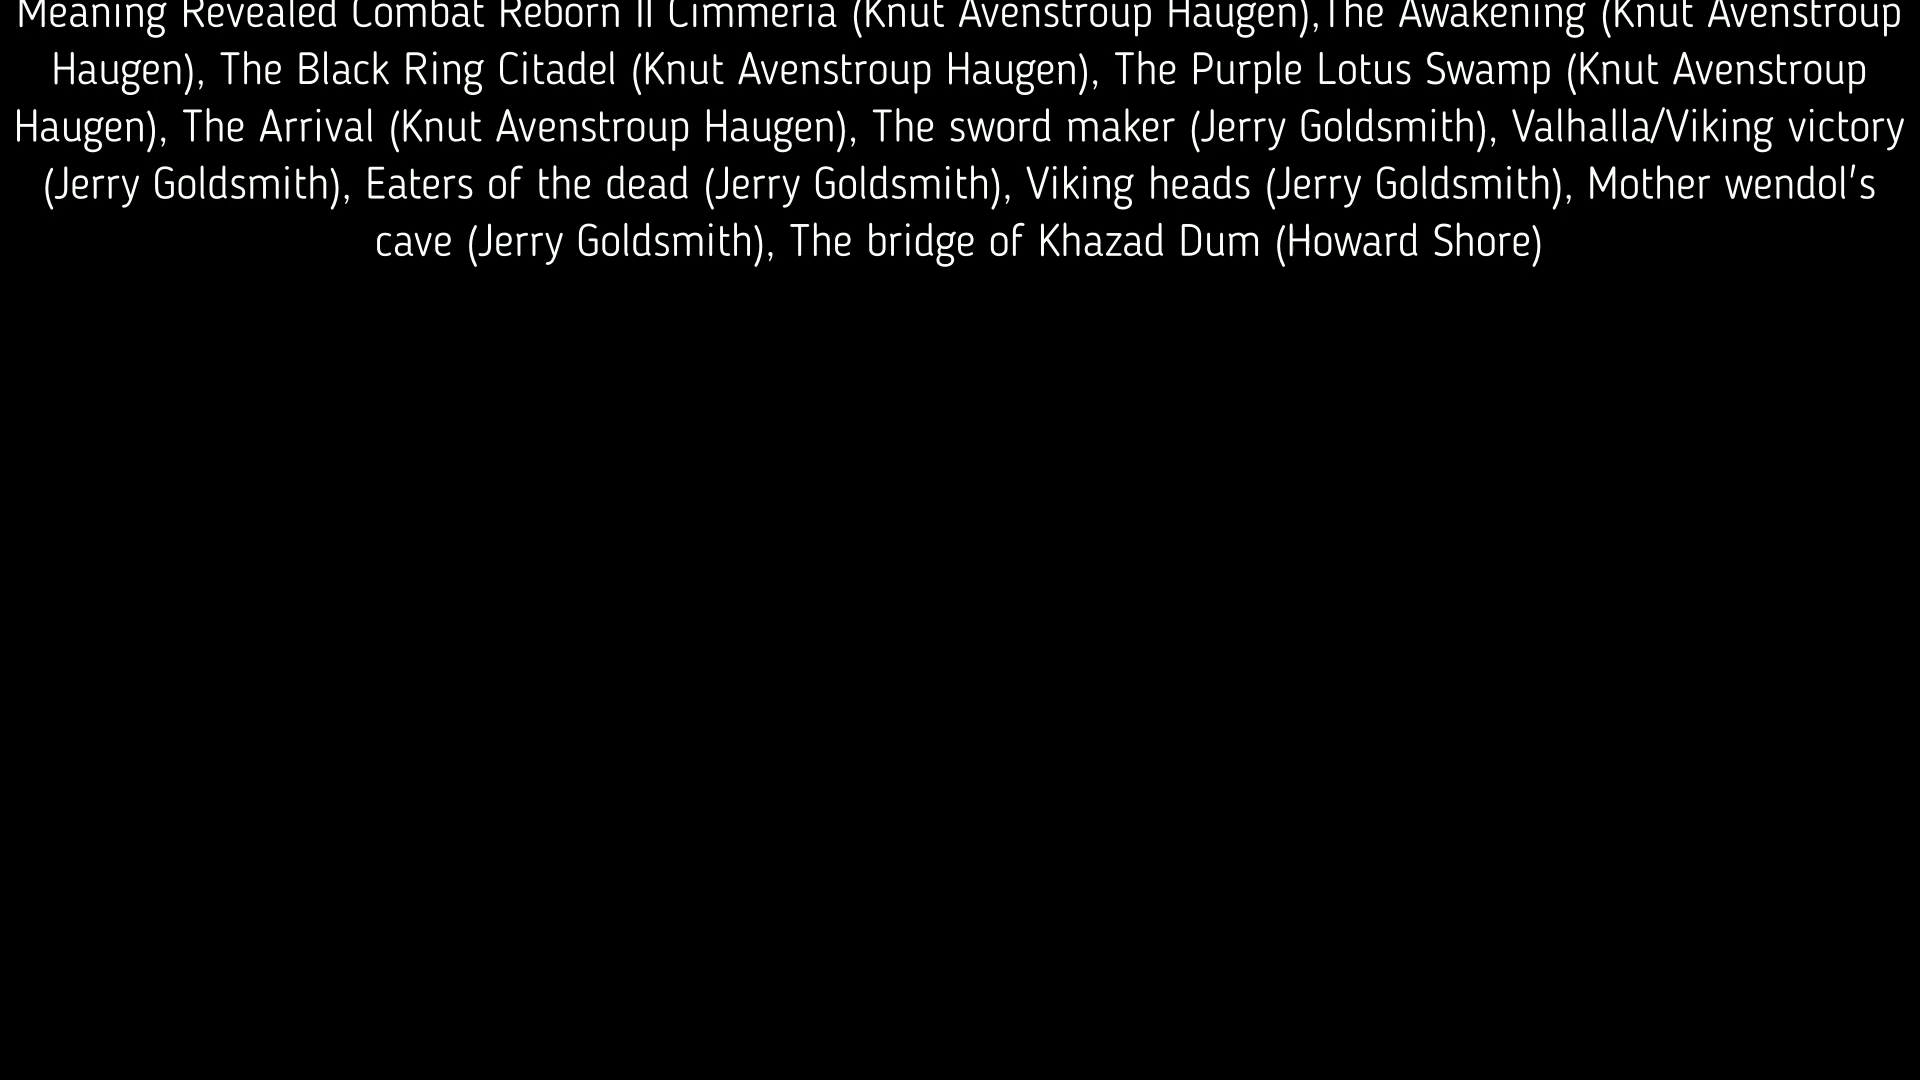 Meaning Revealed Combat Reborn II Cimmeria (Knut Avenstroup Haugen),The Awakening (Knut Avenstroup
Haugen), The Black Ring Citadel (Knut Avenstroup Haugen), The Purple Lotus Swamp (Knut Avenstroup
Haugen), The Arrival (Knut Avenstroup Haugen), The sword maker (Jerry Goldsmith), Valhalla/Viking victory
(Jerry Goldsmith), Eaters of the dead (Jerry Goldsmith), Viking heads (Jerry Goldsmith), Mother wendol's
cave (Jerry Goldsmith), The bridge of Khazad Dum (Howard Shore)